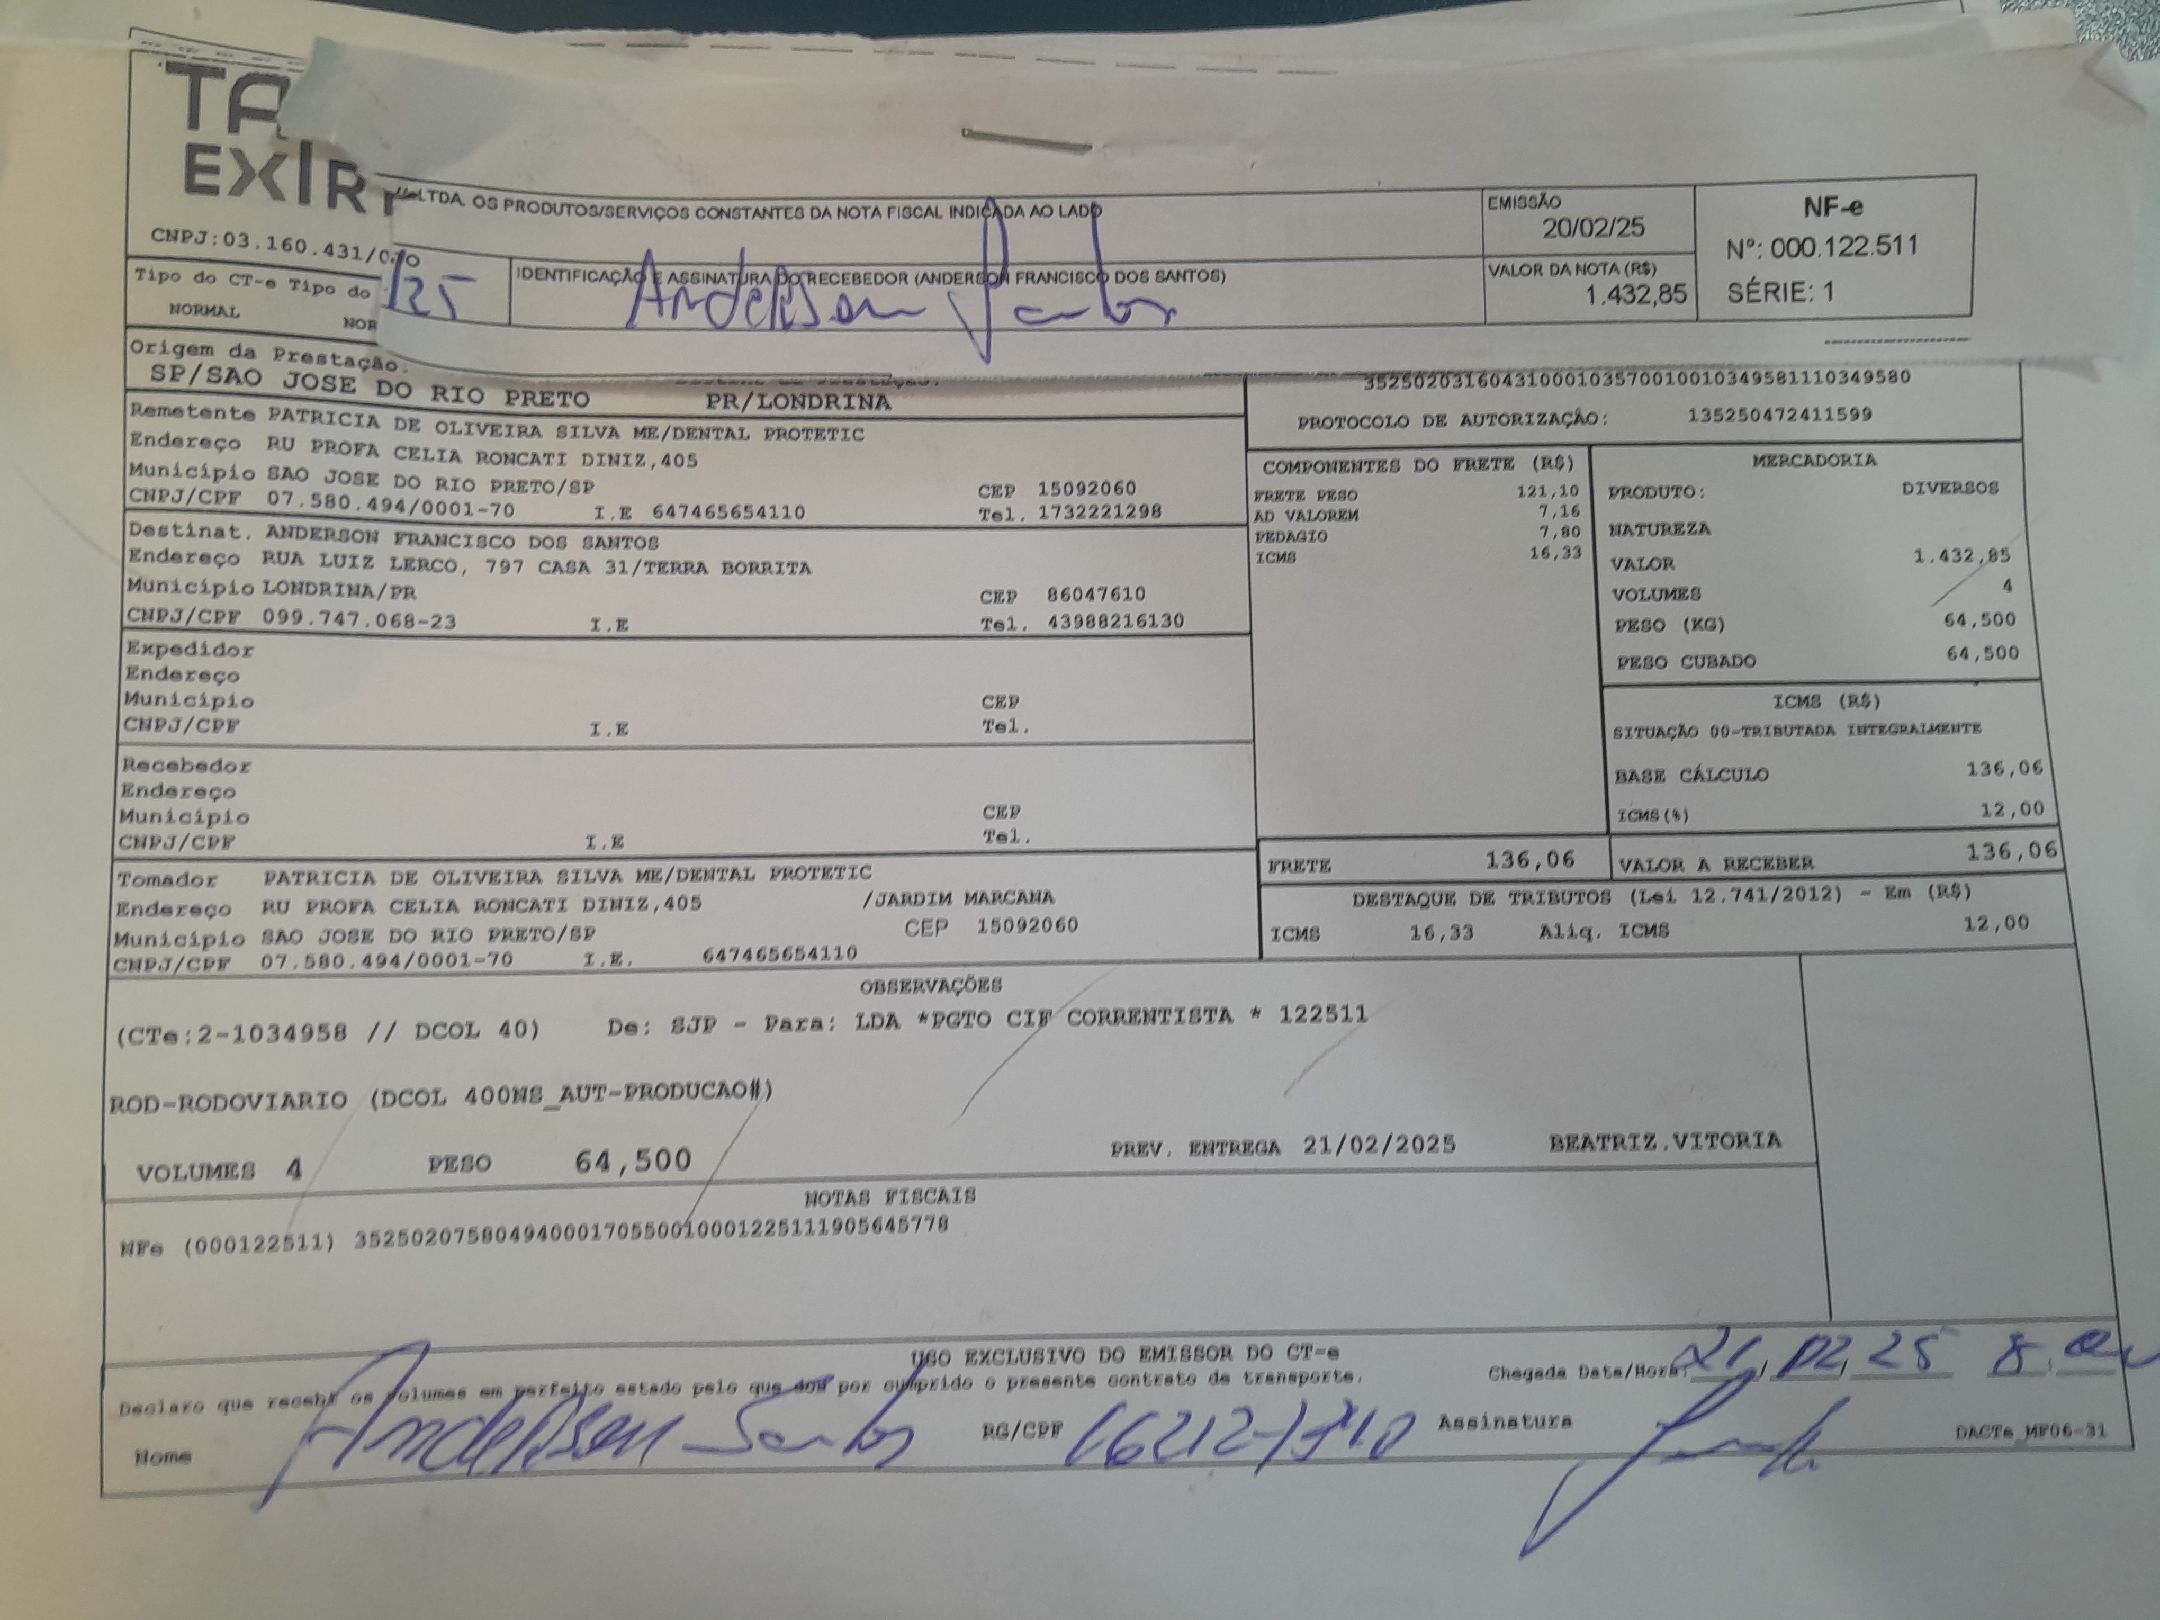 TA
EXI
LTDA. OS PRODUTOS/SERVIÇOS CONSTANTES DA NOTA FISCAL INDICADA AO LADO
EMISSÃO
20/02/25
NF-e
Nº: 000.122.511
SÉRIE: 1
VALOR DA NOTA (R$)
1.432,85
IDENTIFICAÇÃO E ASSINATURA DO RECEBEDOR (ANDERSON FRANCISCO DOS SANTOS)
/25 Anderson Santos
CNPJ:03.160.431/0
Tipo do CT-e Tipo do
NORMAL NOR
Origem da Prestação.
SP/SAO JOSE DO RIO PRETO PR/LONDRINA
35250203160431000103570010010349581110349580
PROTOCOLO DE AUTORIZAÇÃO: 135250472411599
Remetente PATRICIA DE OLIVEIRA SILVA ME/DENTAL PROTETIC
Endereço RU PROFA CELIA RONCATI DINIZ,405
Município SAO JOSE DO RIO PRETO/SP CEP 15092060
CNPJ/CPF 07.580.494/0001-70 I.E 647465654110 Tel. 1732221298
Destinat. ANDERSON FRANCISCO DOS SANTOS
Endereço RUA LUIZ LERCO, 797 CASA 31/TERRA BORRITA
Município LONDRINA/PR CEP 86047610
CNPJ/CPF 099.747.068-23 I.E Tel. 43988216130
Expedidor
Endereço
Município CEP
CNPJ/CPF I.E Tel.
Recebedor
Endereço
Município CEP
CNPJ/CPF I.E Tel.
Tomador PATRICIA DE OLIVEIRA SILVA ME/DENTAL PROTETIC
Endereço RU PROFA CELIA RONCATI DINIZ,405 /JARDIM MARCANA
Município SAO JOSE DO RIO PRETO/SP CEP 15092060
CNPJ/CPF 07.580.494/0001-70 I.E. 647465654110
COMPONENTES DO FRETE (R$)
FRETE PESO 121,10
AD VALOREM 7,16
PEDAGIO 7,80
ICMS 16,33
MERCADORIA
PRODUTO: DIVERSOS
NATUREZA
VALOR 1.432,85
VOLUMES 4
PESO (KG) 64,500
PESO CUBADO 64,500
ICMS (R$)
SITUAÇÃO 00-TRIBUTADA INTEGRALMENTE
BASE CÁLCULO 136,06
ICMS(%) 12,00
FRETE 136,06 VALOR A RECEBER 136,06
DESTAQUE DE TRIBUTOS (Lei 12.741/2012) - Em (R$)
ICMS 16,33 Aliq. ICMS 12,00
OBSERVAÇÕES
(CTe:2-1034958 // DCOL 40) De: SJP - Para: LDA *PGTO CIF CORRENTISTA * 122511
ROD-RODOVIARIO (DCOL 400NS_AUT-PRODUCAO#)
VOLUMES 4 PESO 64,500 PREV. ENTREGA 21/02/2025 BEATRIZ.VITORIA
NOTAS FISCAIS
NFe (000122511) 35250207580494000170550010001225111905645778
USO EXCLUSIVO DO EMISSOR DO CT-e
Declaro que recebi os volumes em perfeito estado pelo que dou por cumprido o presente contrato de transporte.
Chegada Data/Hora: 21/02/25 8:
Nome Anderson Santos RG/CPF Assinatura
DACTe_MF06-31